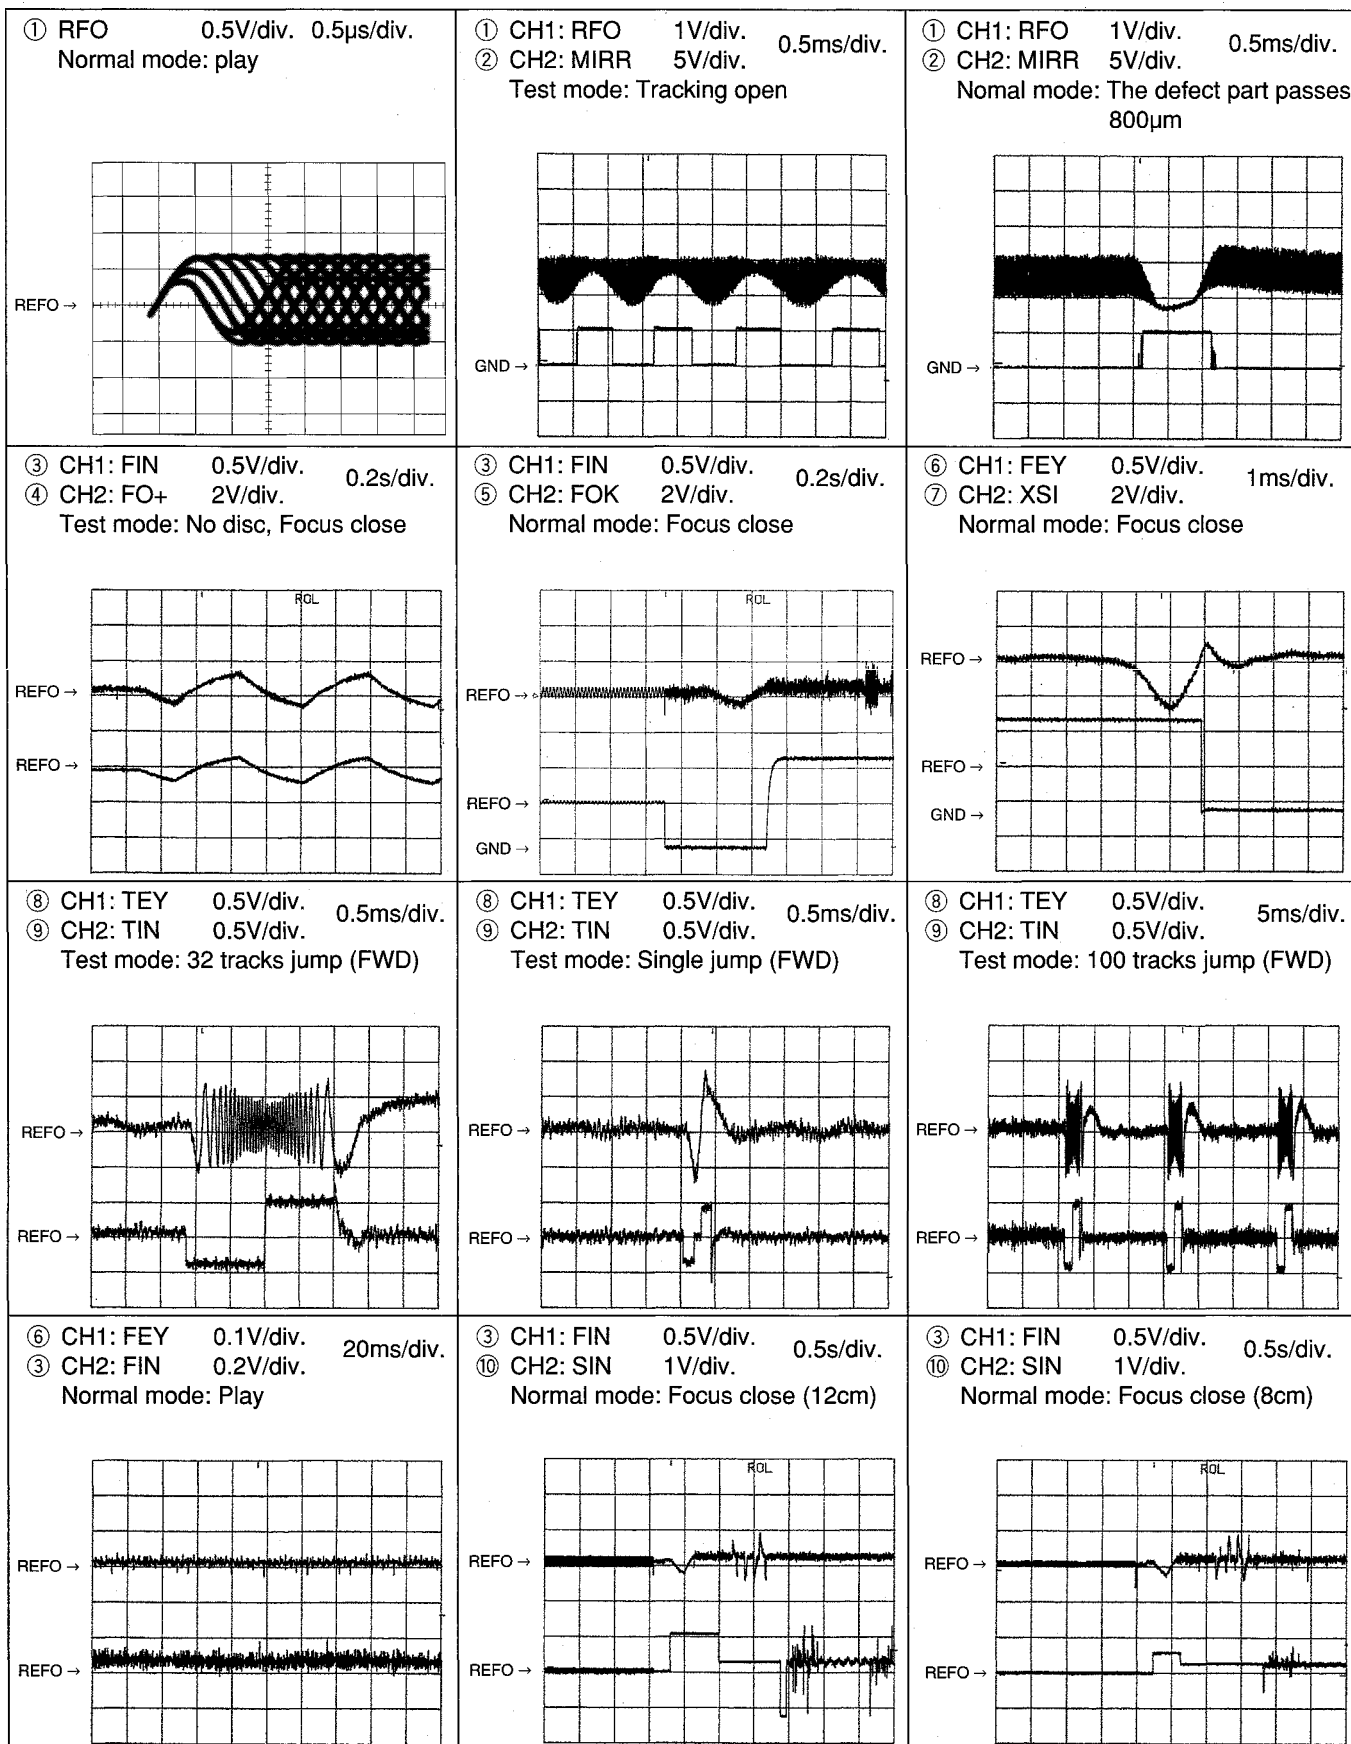 ① RFO 0.5V/div. 0.5µs/div.
Normal mode: play
REFO →
① CH1: RFO 1V/div. 0.5ms/div.
② CH2: MIRR 5V/div.
Test mode: Tracking open
GND →
① CH1: RFO 1V/div. 0.5ms/div.
② CH2: MIRR 5V/div.
Nomal mode: The defect part passes
800µm
GND →
③ CH1: FIN 0.5V/div. 0.2s/div.
④ CH2: FO+ 2V/div.
Test mode: No disc, Focus close
ROL
REFO →
REFO →
③ CH1: FIN 0.5V/div. 0.2s/div.
⑤ CH2: FOK 2V/div.
Normal mode: Focus close
ROL
REFO →
REFO →
GND →
⑥ CH1: FEY 0.5V/div. 1ms/div.
⑦ CH2: XSI 2V/div.
Normal mode: Focus close
REFO →
REFO →
GND →
⑧ CH1: TEY 0.5V/div. 0.5ms/div.
⑨ CH2: TIN 0.5V/div.
Test mode: 32 tracks jump (FWD)
REFO →
REFO →
⑧ CH1: TEY 0.5V/div. 0.5ms/div.
⑨ CH2: TIN 0.5V/div.
Test mode: Single jump (FWD)
REFO →
REFO →
⑧ CH1: TEY 0.5V/div. 5ms/div.
⑨ CH2: TIN 0.5V/div.
Test mode: 100 tracks jump (FWD)
REFO →
REFO →
⑥ CH1: FEY 0.1V/div. 20ms/div.
③ CH2: FIN 0.2V/div.
Normal mode: Play
REFO →
REFO →
③ CH1: FIN 0.5V/div. 0.5s/div.
⑩ CH2: SIN 1V/div.
Normal mode: Focus close (12cm)
ROL
REFO →
REFO →
③ CH1: FIN 0.5V/div. 0.5s/div.
⑩ CH2: SIN 1V/div.
Normal mode: Focus close (8cm)
ROL
REFO →
REFO →